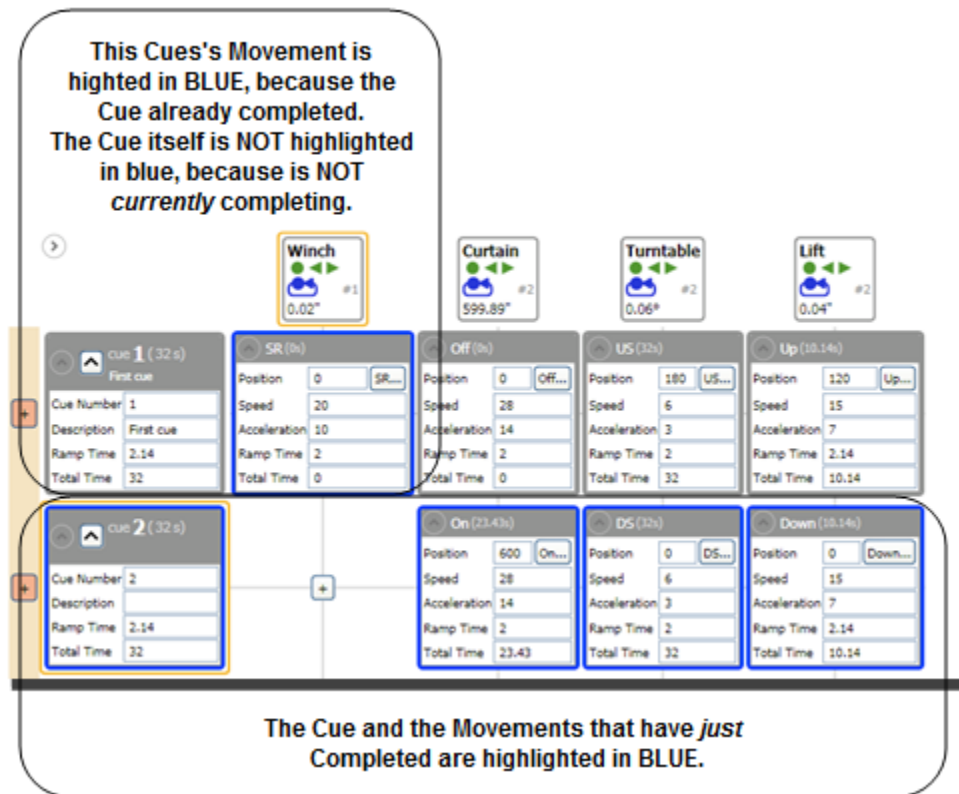 This Cues's Movement is
highted in BLUE, because the
Cue already completed.
The Cue itself is NOT highlighted
in blue, because is NOT
currently completing.
Winch Curtain Turntable Lift
#1 #2 #2 #2
0.02" 599.89" 0.06° 0.04"
cue 1 (32 s) SR (0s) Off (0s) US (32s) Up (10.14s)
First cue
Position 0 SR... Position 0 Off... Position 180 US... Position 120 Up...
Cue Number 1 Speed 20 Speed 28 Speed 6 Speed 15
Description First cue Acceleration 10 Acceleration 14 Acceleration 3 Acceleration 7
Ramp Time 2.14 Ramp Time 2 Ramp Time 2 Ramp Time 2 Ramp Time 2.14
Total Time 32 Total Time 0 Total Time 0 Total Time 32 Total Time 10.14
cue 2 (32 s) On (23.43s) DS (32s) Down (10.14s)
Position 600 On... Position 0 DS... Position 0 Down...
Cue Number 2 Speed 28 Speed 6 Speed 15
Description Acceleration 14 Acceleration 3 Acceleration 7
Ramp Time 2.14 Ramp Time 2 Ramp Time 2 Ramp Time 2.14
Total Time 32 Total Time 23.43 Total Time 32 Total Time 10.14
The Cue and the Movements that have just
Completed are highlighted in BLUE.